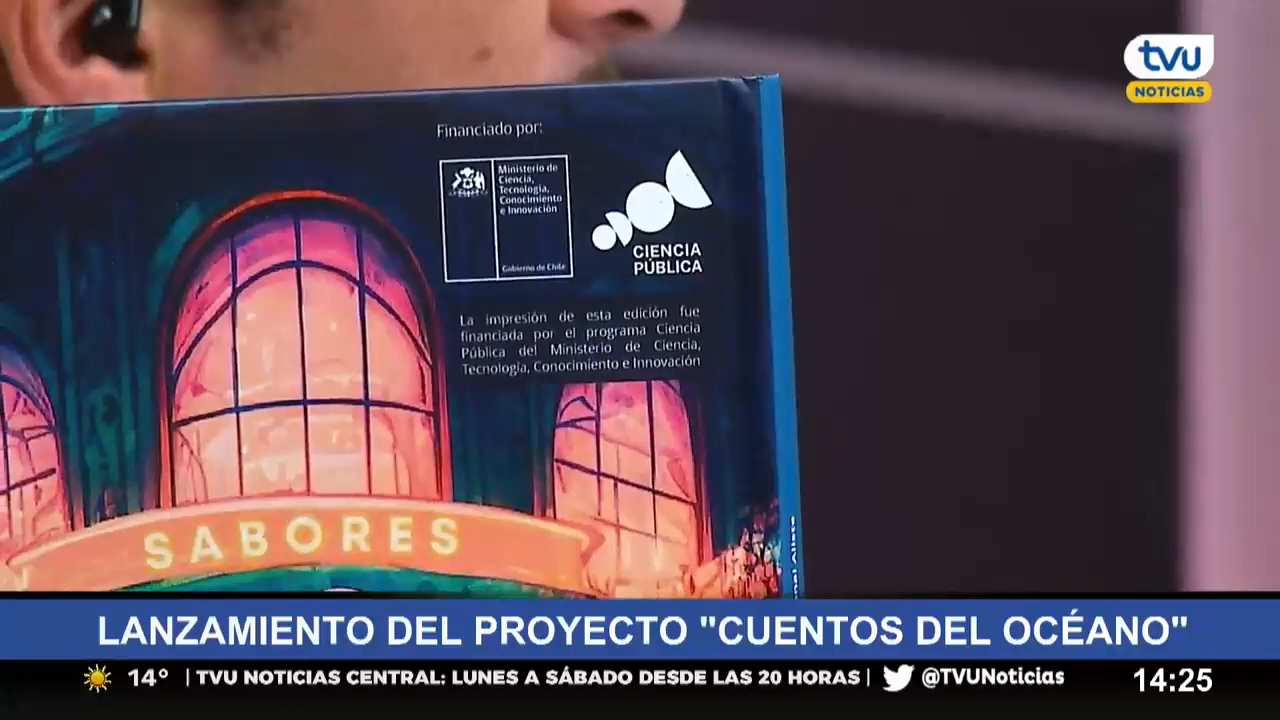 tvu
NOTICIAS
Financiado por:
Ministerio de
Ciencia,
Tecnología,
Conocimiento
e Innovación
Gobierno de Chile
CIENCIA
PÚBLICA
La impresión de esta edición fue
financiada por el programa Ciencia
Pública del Ministerio de Ciencia,
Tecnología, Conocimiento e Innovación
SABORES
LANZAMIENTO DEL PROYECTO "CUENTOS DEL OCÉANO"
14° | TVU NOTICIAS CENTRAL: LUNES A SÁBADO DESDE LAS 20 HORAS | @TVUNoticias
14:25